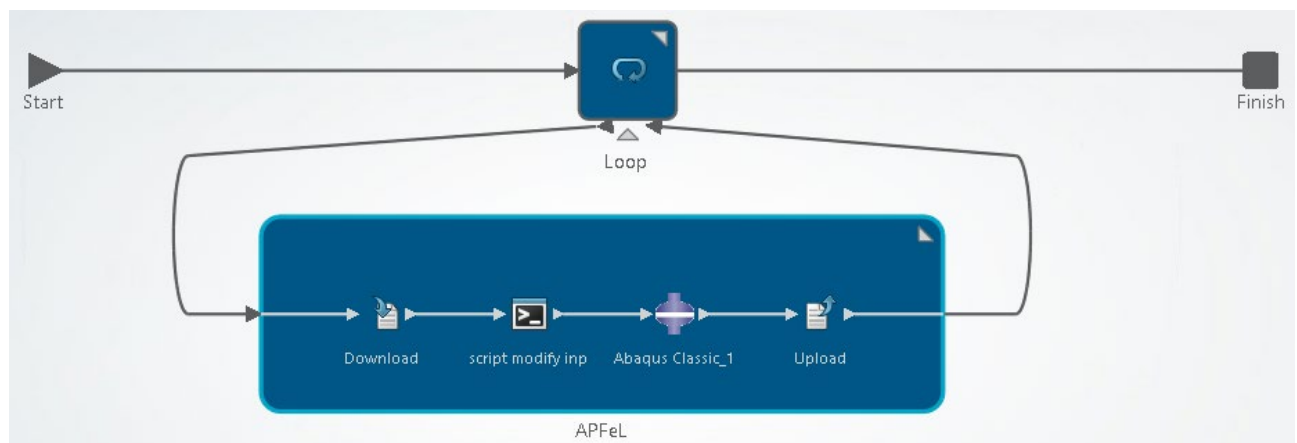 Start
Finish
Loop
Download
script modify inp
Abaqus Classic_1
Upload
APFeL